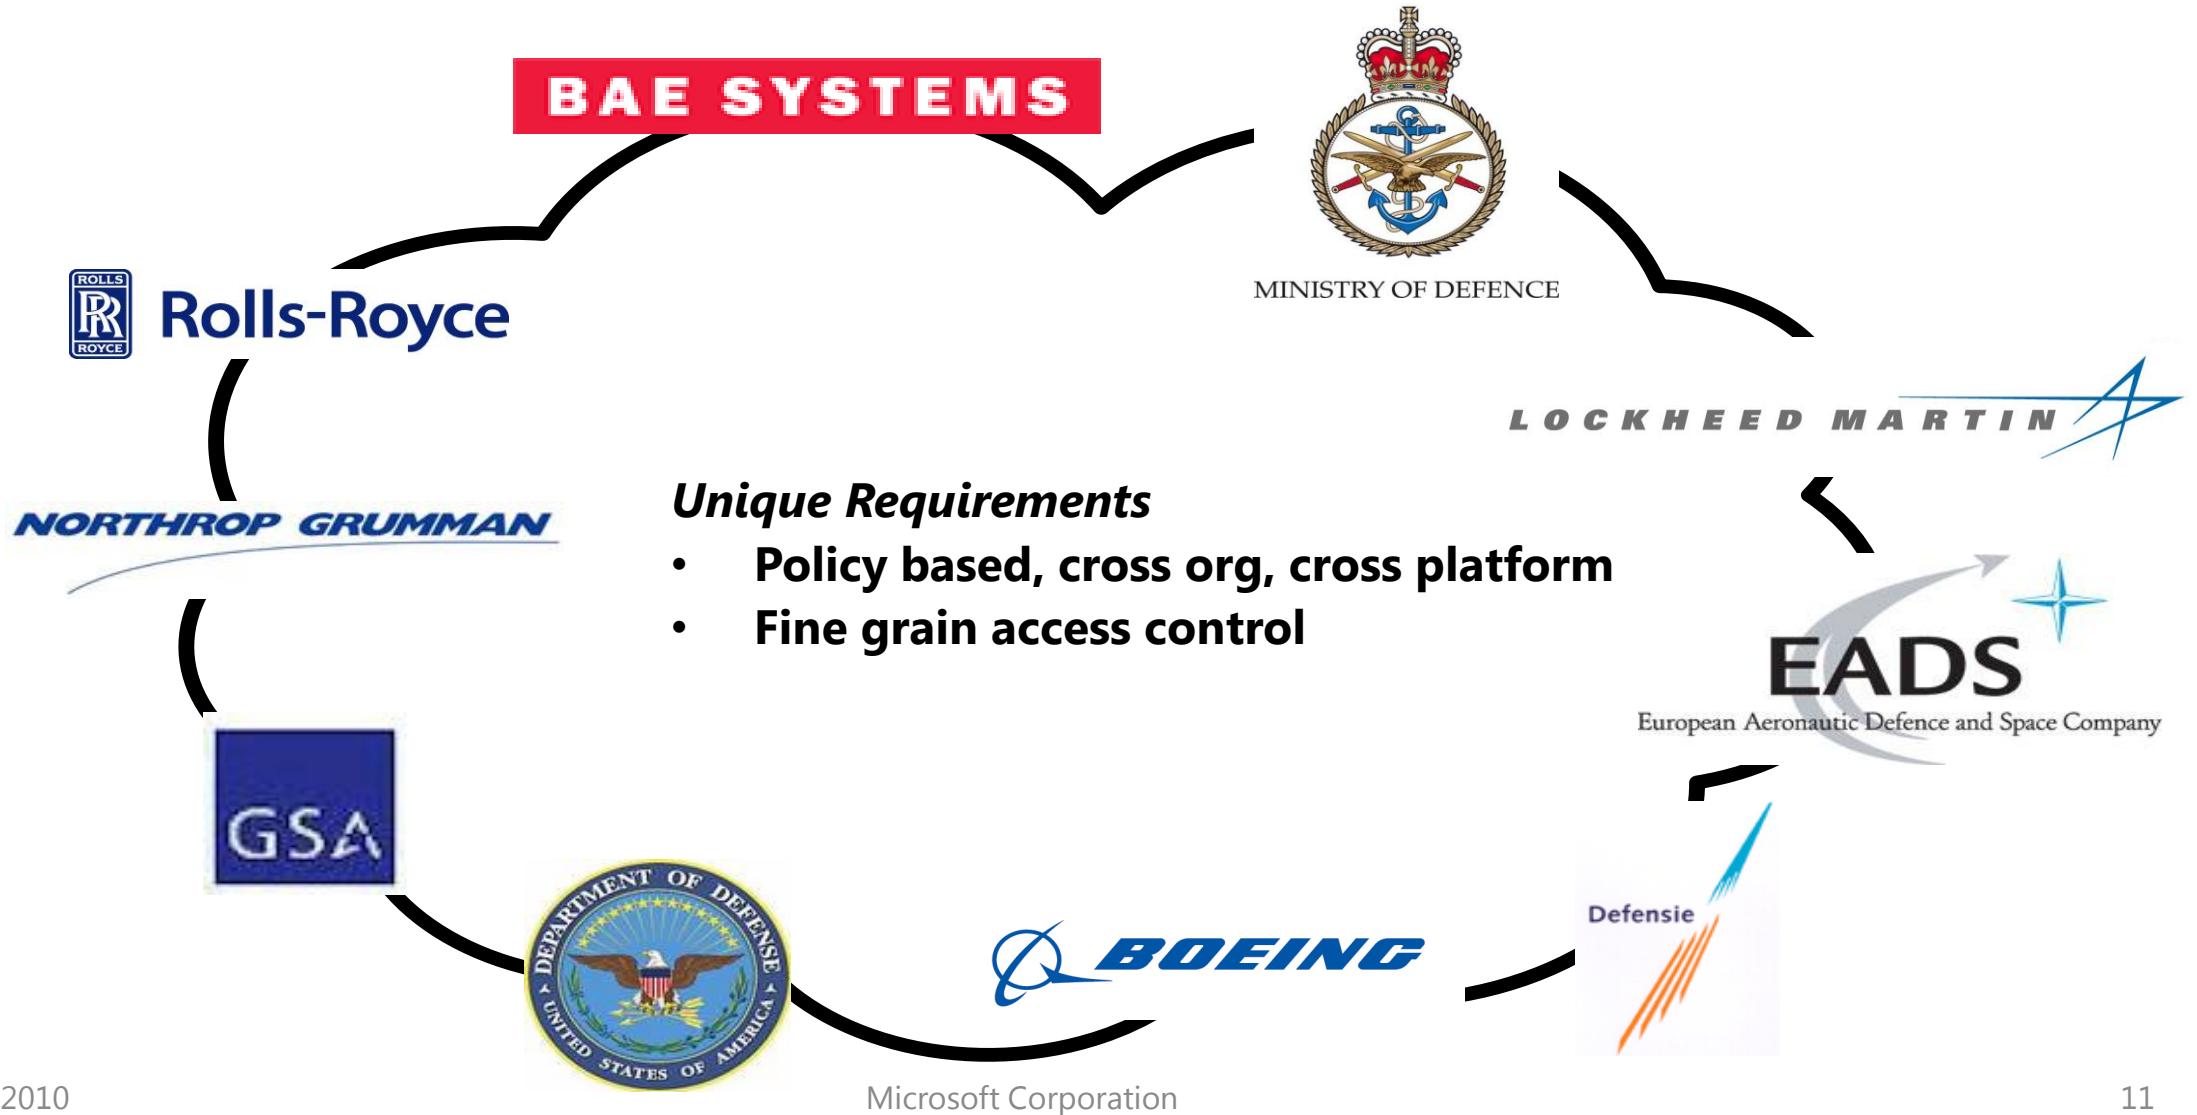 BAE SYSTEMS
MINISTRY OF DEFENCE
ROLLS
RR
ROYCE
Rolls-Royce
LOCKHEED MARTIN
NORTHROP GRUMMAN
Unique Requirements
• Policy based, cross org, cross platform
• Fine grain access control
EADS
European Aeronautic Defence and Space Company
GSA
DEPARTMENT OF DEFENSE
UNITED STATES OF AMERICA
BOEING
Defensie
2010
Microsoft Corporation
11